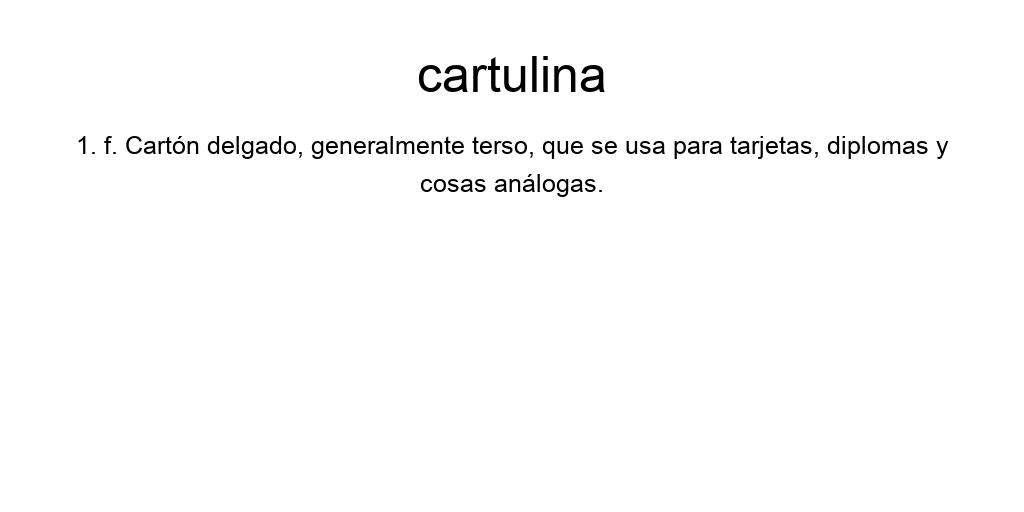 cartulina
1. f. Cartón delgado, generalmente terso, que se usa para tarjetas, diplomas y
cosas análogas.